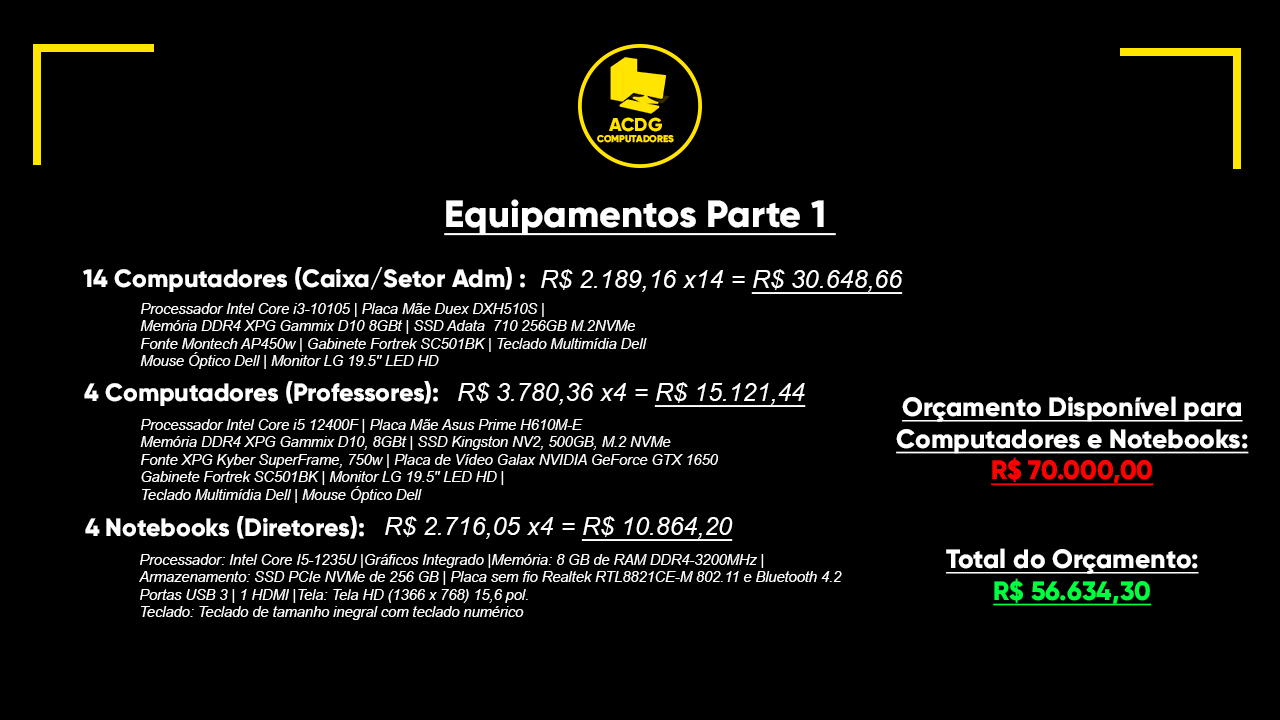 ACDG
COMPUTADORES
Equipamentos Parte 1
14 Computadores (Caixa/Setor Adm) : R$ 2.189,16 x14 = R$ 30.648,66
Processador Intel Core i3-10105 | Placa Mãe Duex DXH510S |
Memória DDR4 XPG Gammix D10 8GBt | SSD Adata 710 256GB M.2NVMe
Fonte Montech AP450w | Gabinete Fortrek SC501BK | Teclado Multimídia Dell
Mouse Óptico Dell | Monitor LG 19.5" LED HD
4 Computadores (Professores): R$ 3.780,36 x4 = R$ 15.121,44
Processador Intel Core i5 12400F | Placa Mãe Asus Prime H610M-E
Memória DDR4 XPG Gammix D10, 8GBt | SSD Kingston NV2, 500GB, M.2 NVMe
Fonte XPG Kyber SuperFrame, 750w | Placa de Vídeo Galax NVIDIA GeForce GTX 1650
Gabinete Fortrek SC501BK | Monitor LG 19.5" LED HD |
Teclado Multimídia Dell | Mouse Óptico Dell
4 Notebooks (Diretores): R$ 2.716,05 x4 = R$ 10.864,20
Processador: Intel Core I5-1235U |Gráficos Integrado |Memória: 8 GB de RAM DDR4-3200MHz |
Armazenamento: SSD PCIe NVMe de 256 GB | Placa sem fio Realtek RTL8821CE-M 802.11 e Bluetooth 4.2
Portas USB 3 | 1 HDMI |Tela: Tela HD (1366 x 768) 15,6 pol.
Teclado: Teclado de tamanho inegral com teclado numérico
Orçamento Disponível para
Computadores e Notebooks:
R$ 70.000,00
Total do Orçamento:
R$ 56.634,30